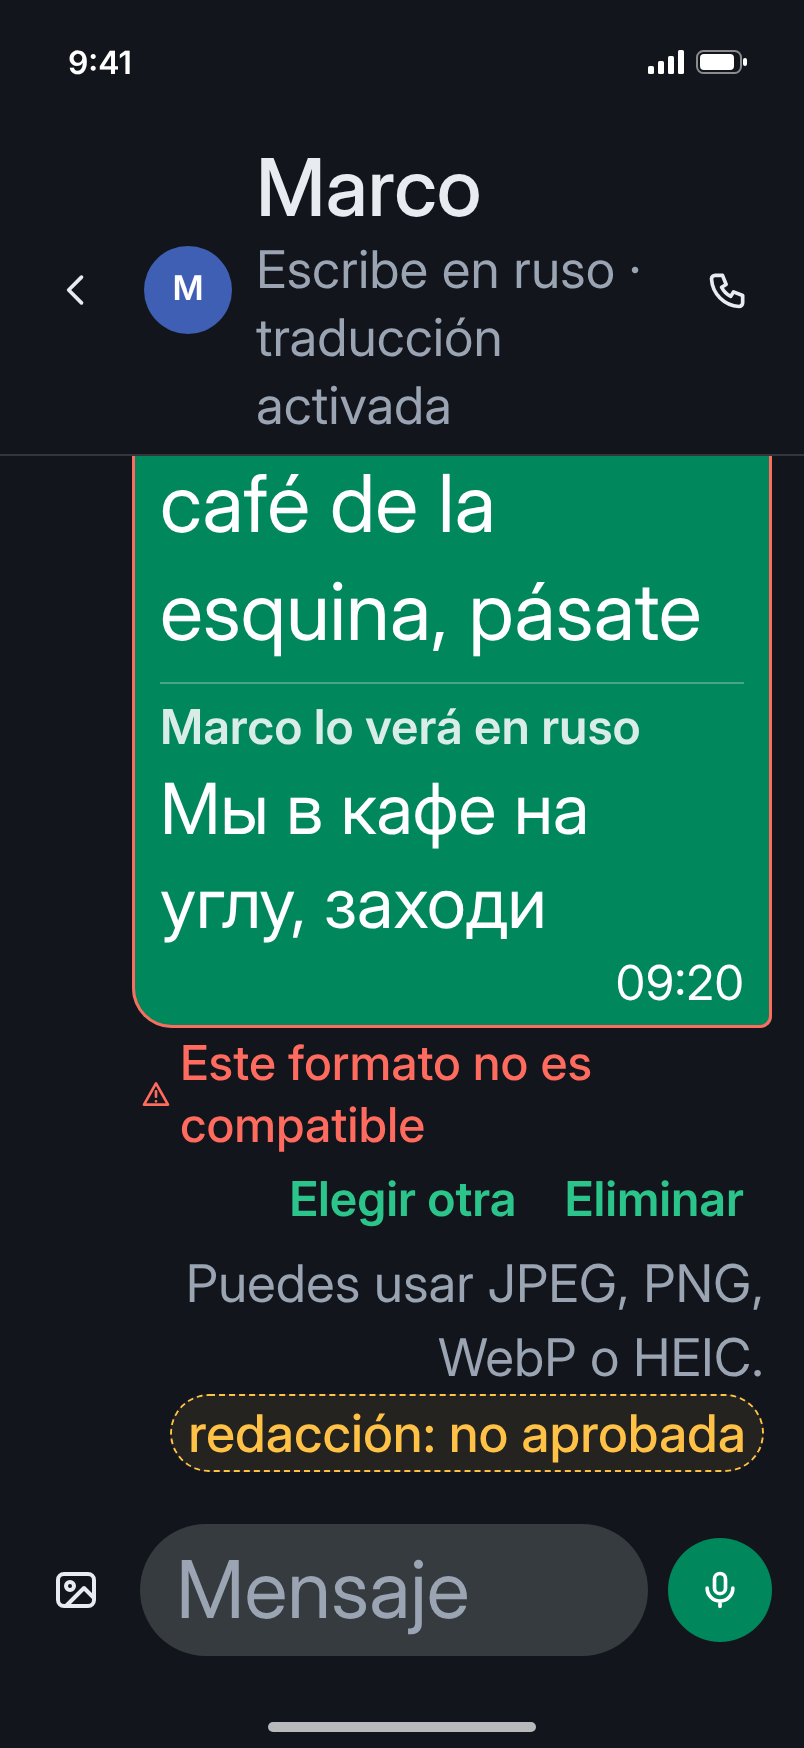 9:41
Marco
M
Escribe en ruso ·
traducción
activada
café de la
esquina, pásate
Marco lo verá en ruso
Мы в кафе на
углу, заходи
09:20
Este formato no es
compatible
Elegir otra Eliminar
Puedes usar JPEG, PNG,
WebP o HEIC.
redacción: no aprobada
Mensaje